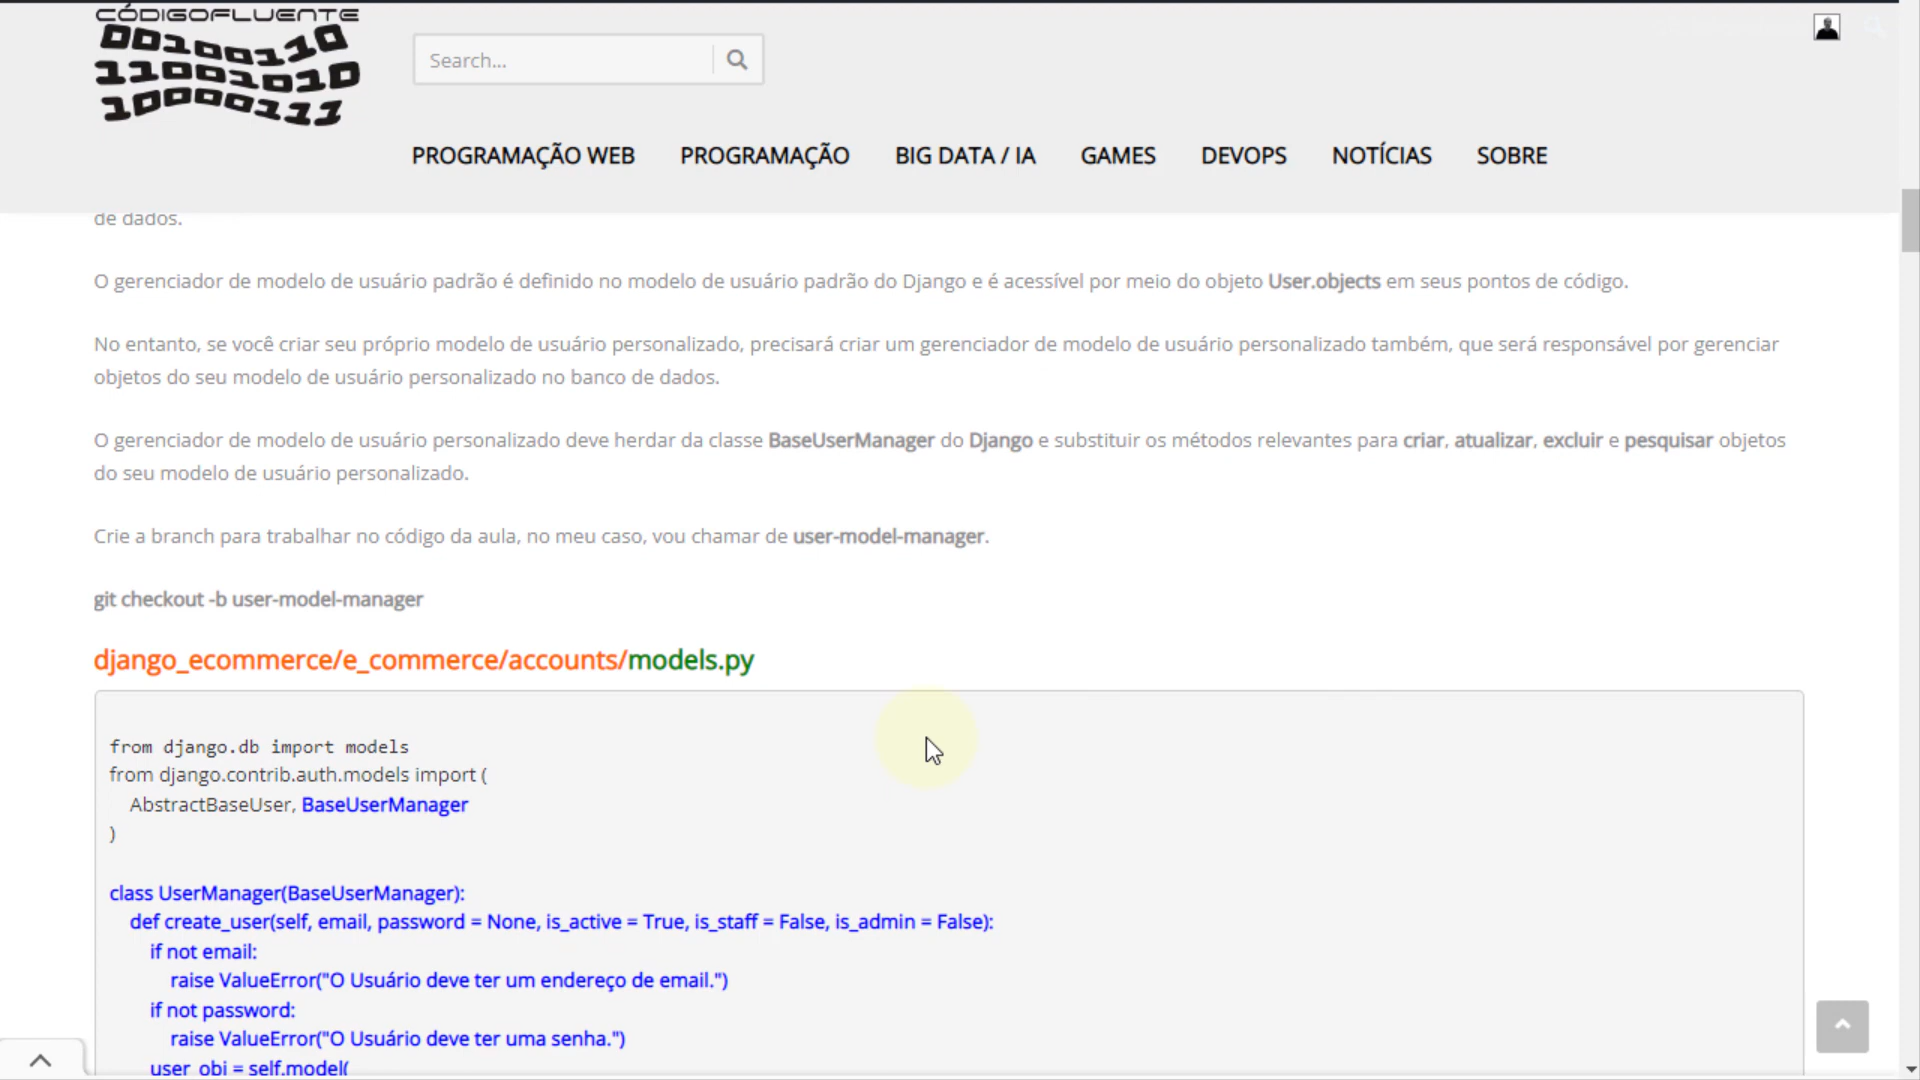 CÓDIGOFLUENTE
00100110
11001010
10000111
Search...
PROGRAMAÇÃO WEB PROGRAMAÇÃO BIG DATA / IA GAMES DEVOPS NOTÍCIAS SOBRE
de dados.
O gerenciador de modelo de usuário padrão é definido no modelo de usuário padrão do Django e é acessível por meio do objeto User.objects em seus pontos de código.
No entanto, se você criar seu próprio modelo de usuário personalizado, precisará criar um gerenciador de modelo de usuário personalizado também, que será responsável por gerenciar
objetos do seu modelo de usuário personalizado no banco de dados.
O gerenciador de modelo de usuário personalizado deve herdar da classe BaseUserManager do Django e substituir os métodos relevantes para criar, atualizar, excluir e pesquisar objetos
do seu modelo de usuário personalizado.
Crie a branch para trabalhar no código da aula, no meu caso, vou chamar de user-model-manager.
git checkout -b user-model-manager
django_ecommerce/e_commerce/accounts/models.py
from django.db import models
from django.contrib.auth.models import (
AbstractBaseUser, BaseUserManager
)
class UserManager(BaseUserManager):
def create_user(self, email, password = None, is_active = True, is_staff = False, is_admin = False):
if not email:
raise ValueError("O Usuário deve ter um endereço de email.")
if not password:
raise ValueError("O Usuário deve ter uma senha.")
user_obj = self.model(